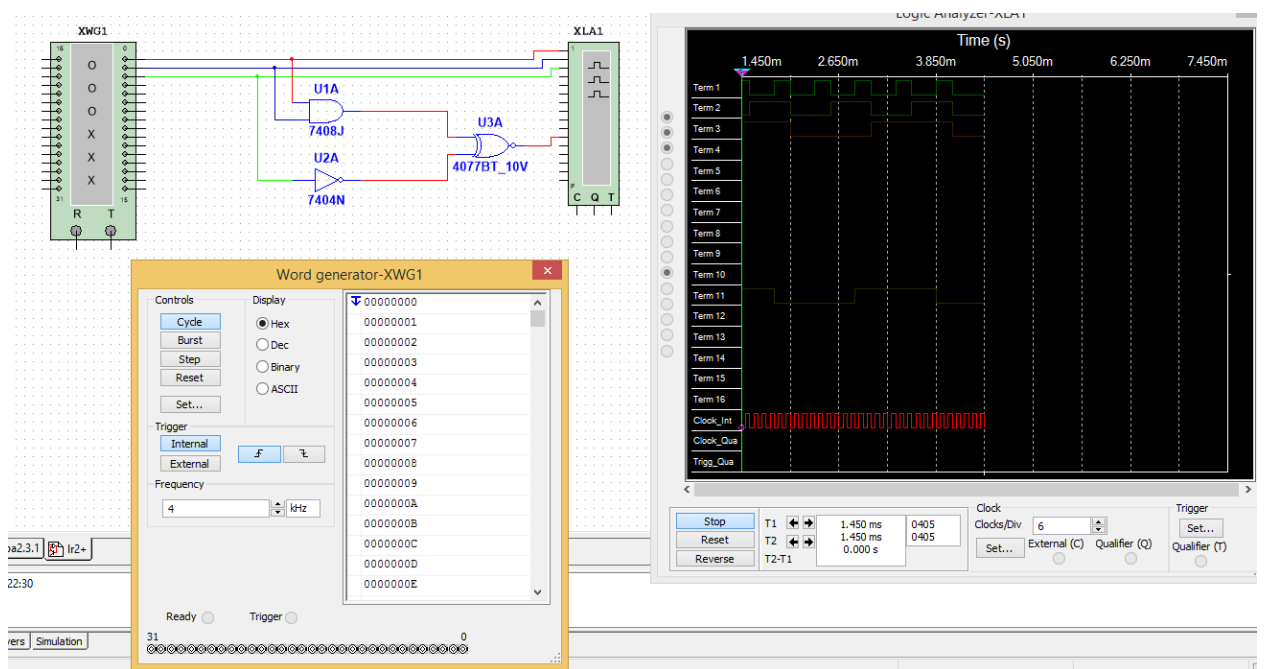 XWG1
16
0
O
O
O
X
X
X
31
15
R
T
U1A
7408J
U2A
7404N
U3A
4077BT_10V
XLA1
1
F
C Q T
Word generator-XWG1
Controls
Cycle
Burst
Step
Reset
Set...
Display
Hex
Dec
Binary
ASCII
Trigger
Internal
External
Frequency
4
kHz
00000000
00000001
00000002
00000003
00000004
00000005
00000006
00000007
00000008
00000009
0000000A
0000000B
0000000C
0000000D
0000000E
Ready
Trigger
31
0
2.3.1
Ir2+
22:30
Simulation
Logic Analyzer-XLA1
Time (s)
1.450m 2.650m 3.850m 5.050m 6.250m 7.450m
Term 1
Term 2
Term 3
Term 4
Term 5
Term 6
Term 7
Term 8
Term 9
Term 10
Term 11
Term 12
Term 13
Term 14
Term 15
Term 16
Clock_Int
Clock_Qua
Trigg_Qua
Stop
Reset
Reverse
T1
T2
T2-T1
1.450 ms
1.450 ms
0.000 s
0405
0405
Clock
Clocks/Div
6
Set...
External (C)
Qualifier (Q)
Trigger
Set...
Qualifier (T)